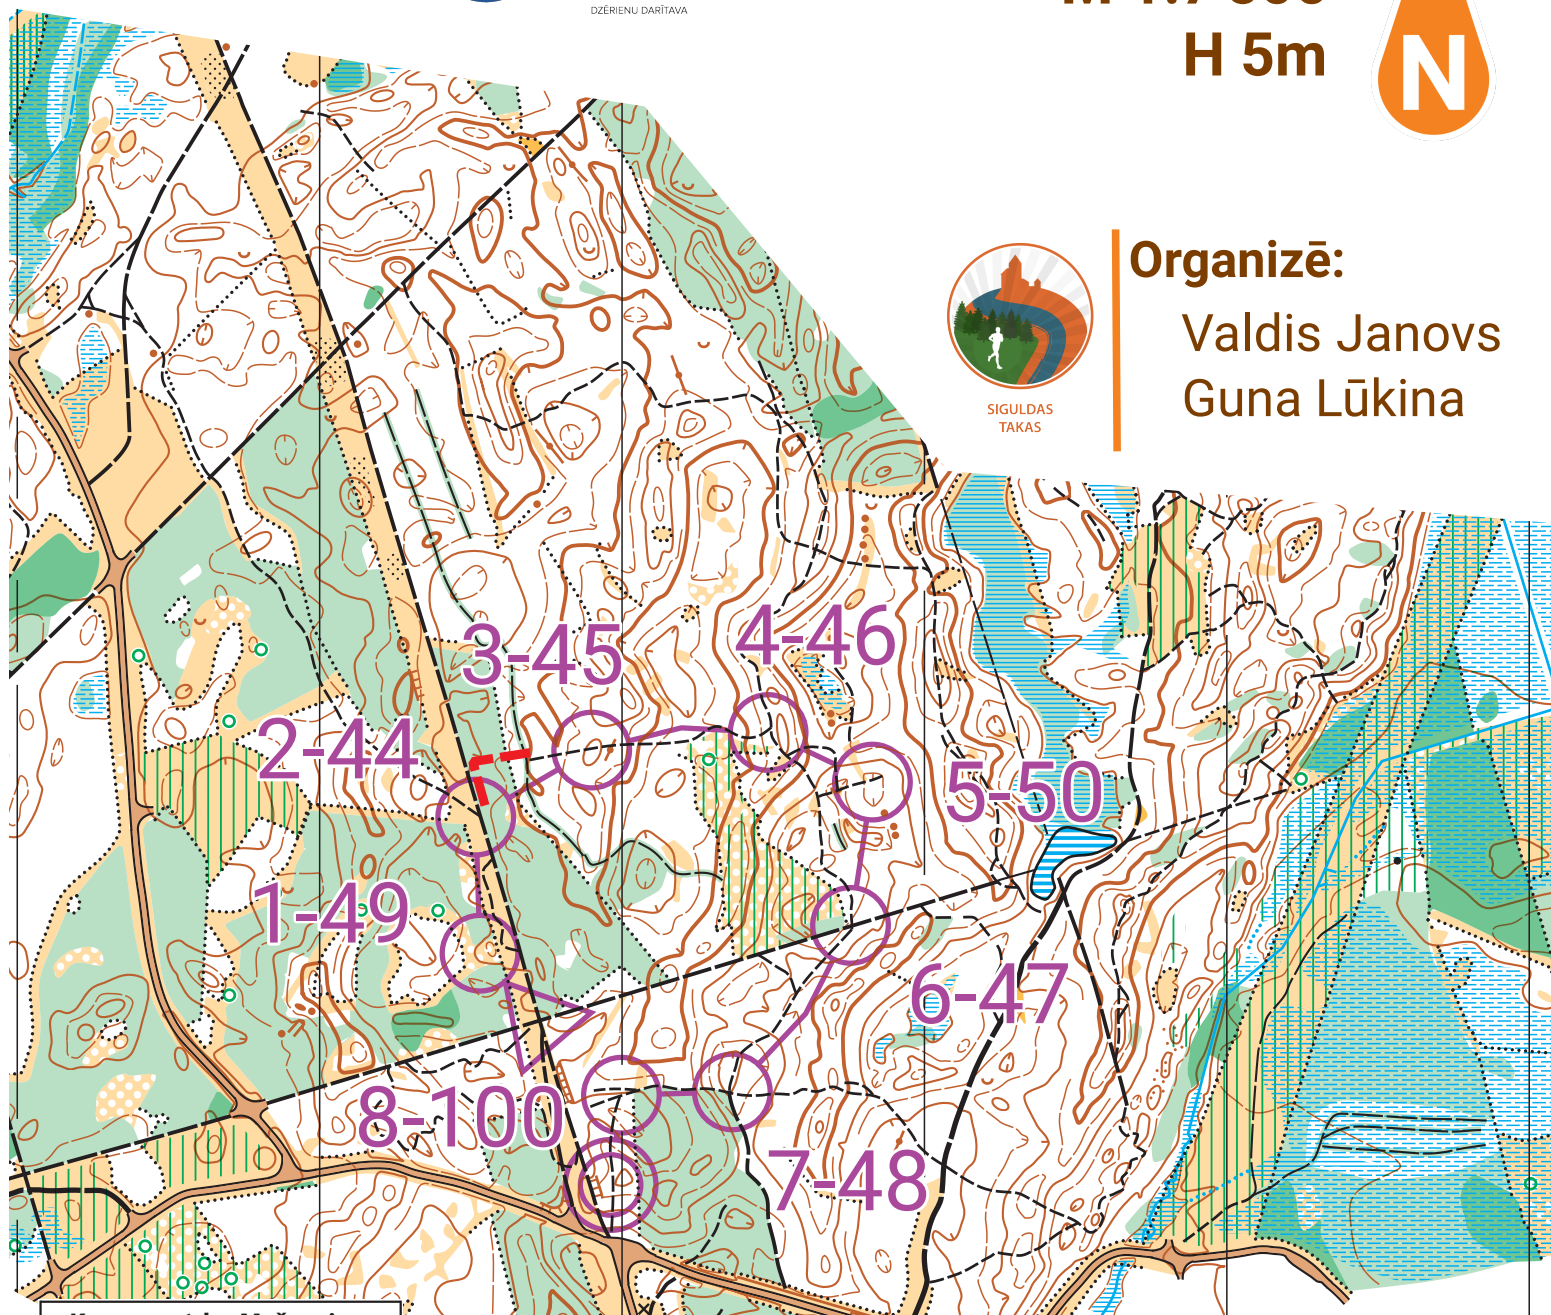 DZĒRIENU DARĪTAVA
H 5m
N
Organizē:
Valdis Janovs
Guna Lūkina
SIGULDAS
TAKAS
3-45
4-46
2-44
5-50
1-49
6-47
8-100
7-48